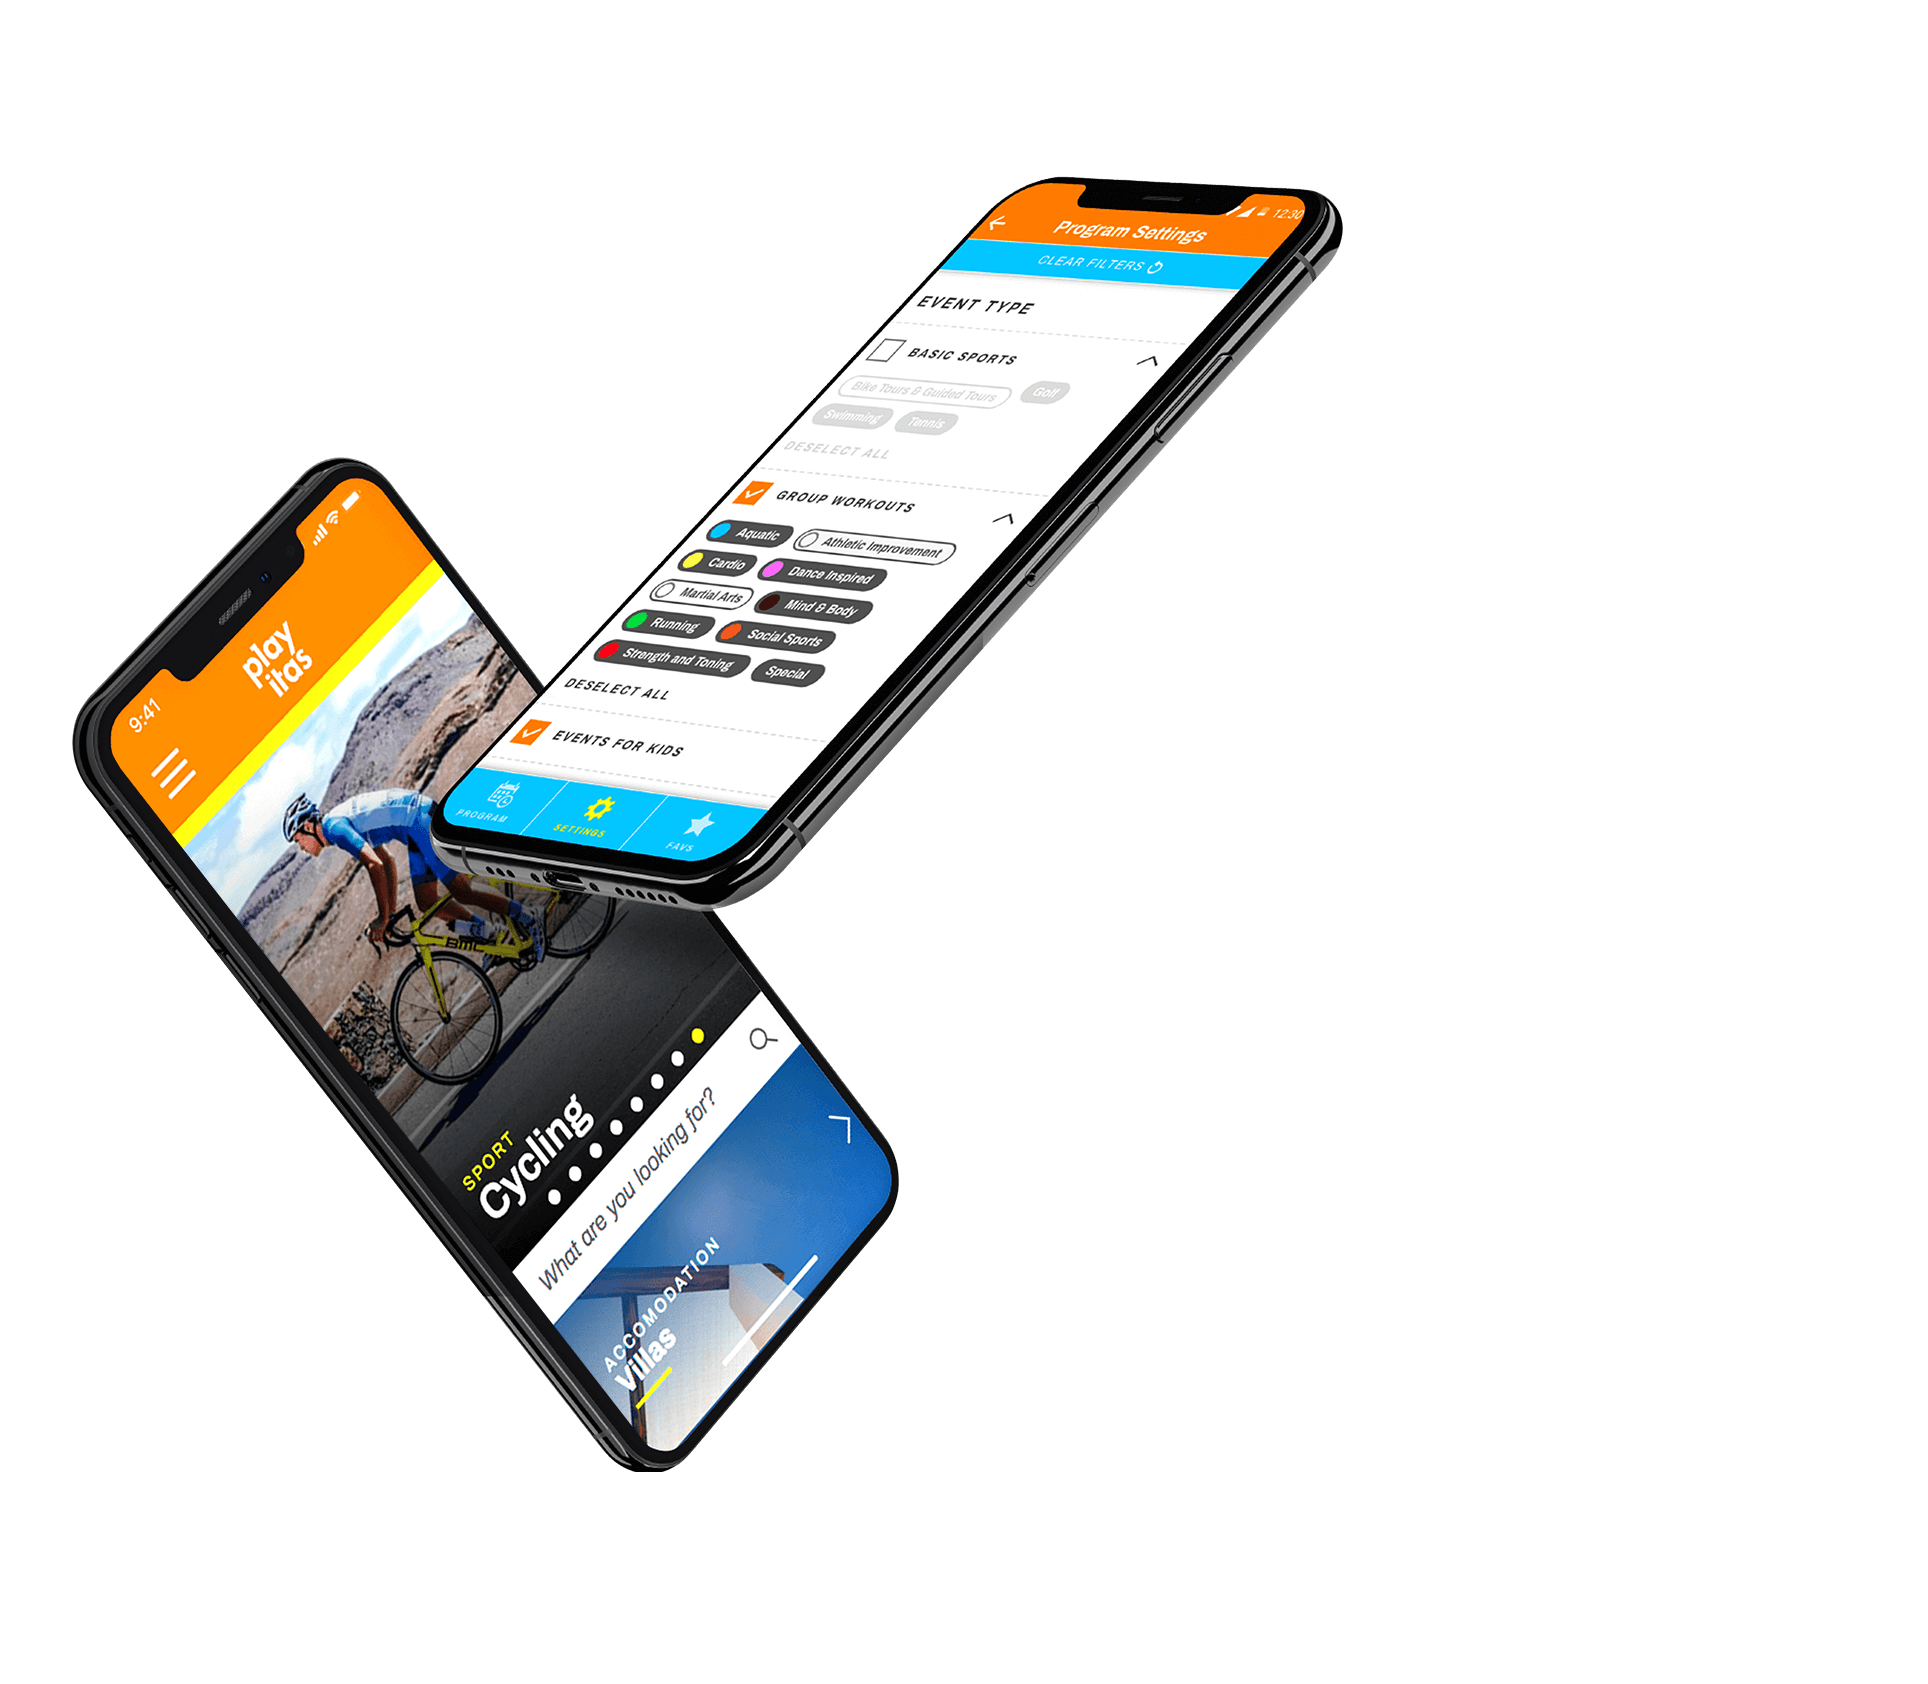 12:30
Program Settings
CLEAR FILTERS
EVENT TYPE
BASIC SPORTS
Bike Tours & Guided Tours
Golf
Swimming
Tennis
DESELECT ALL
GROUP WORKOUTS
Aquatic
Athletic Improvement
Cardio
Dance Inspired
Martial Arts
Mind & Body
Running
Social Sports
Strength and Toning
Special
DESELECT ALL
EVENTS FOR KIDS
PROGRAM
SETTINGS
FAVS
9:41
play
itas
BMC
SPORT
Cycling
What are you looking for?
ACCOMODATION
Villas